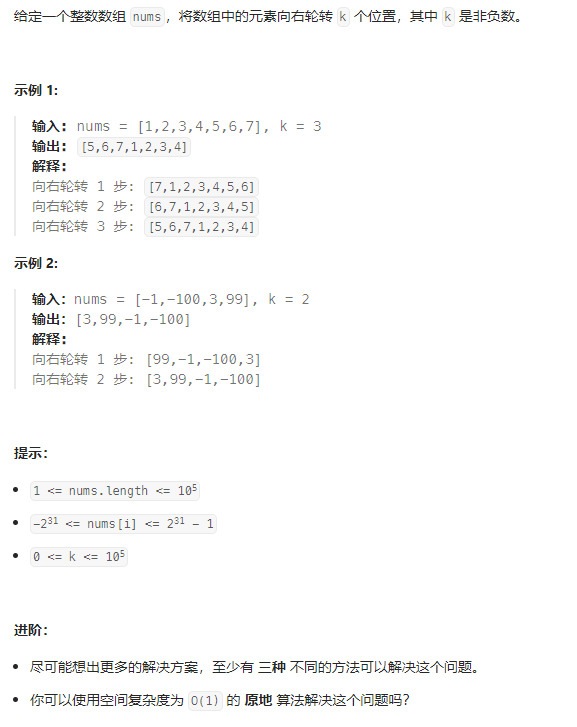 给定一个整数数组 nums，将数组中的元素向右轮转 k 个位置，其中 k 是非负数。
示例 1:
输入: nums = [1,2,3,4,5,6,7], k = 3
输出: [5,6,7,1,2,3,4]
解释:
向右轮转 1 步: [7,1,2,3,4,5,6]
向右轮转 2 步: [6,7,1,2,3,4,5]
向右轮转 3 步: [5,6,7,1,2,3,4]
示例 2:
输入：nums = [-1,-100,3,99], k = 2
输出：[3,99,-1,-100]
解释:
向右轮转 1 步: [99,-1,-100,3]
向右轮转 2 步: [3,99,-1,-100]
提示：
• 1 <= nums.length <= 10⁵
• -2³¹ <= nums[i] <= 2³¹ - 1
• 0 <= k <= 10⁵
进阶：
• 尽可能想出更多的解决方案，至少有 三种 不同的方法可以解决这个问题。
• 你可以使用空间复杂度为 O(1) 的 原地 算法解决这个问题吗？